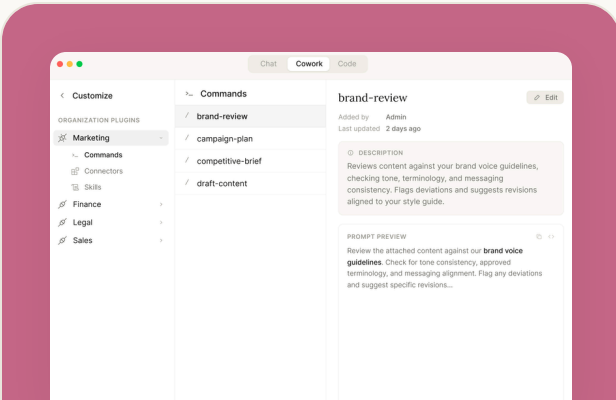 Chat Cowork Code
Customize
ORGANIZATION PLUGINS
Marketing
Commands
Connectors
Skills
Finance
Legal
Sales
Commands
/ brand-review
/ campaign-plan
/ competitive-brief
/ draft-content
brand-review
Edit
Added by Admin
Last updated 2 days ago
DESCRIPTION
Reviews content against your brand voice guidelines,
checking tone, terminology, and messaging
consistency. Flags deviations and suggests revisions
aligned to your style guide.
PROMPT PREVIEW
Review the attached content against our brand voice
guidelines. Check for tone consistency, approved
terminology, and messaging alignment. Flag any deviations
and suggest specific revisions...